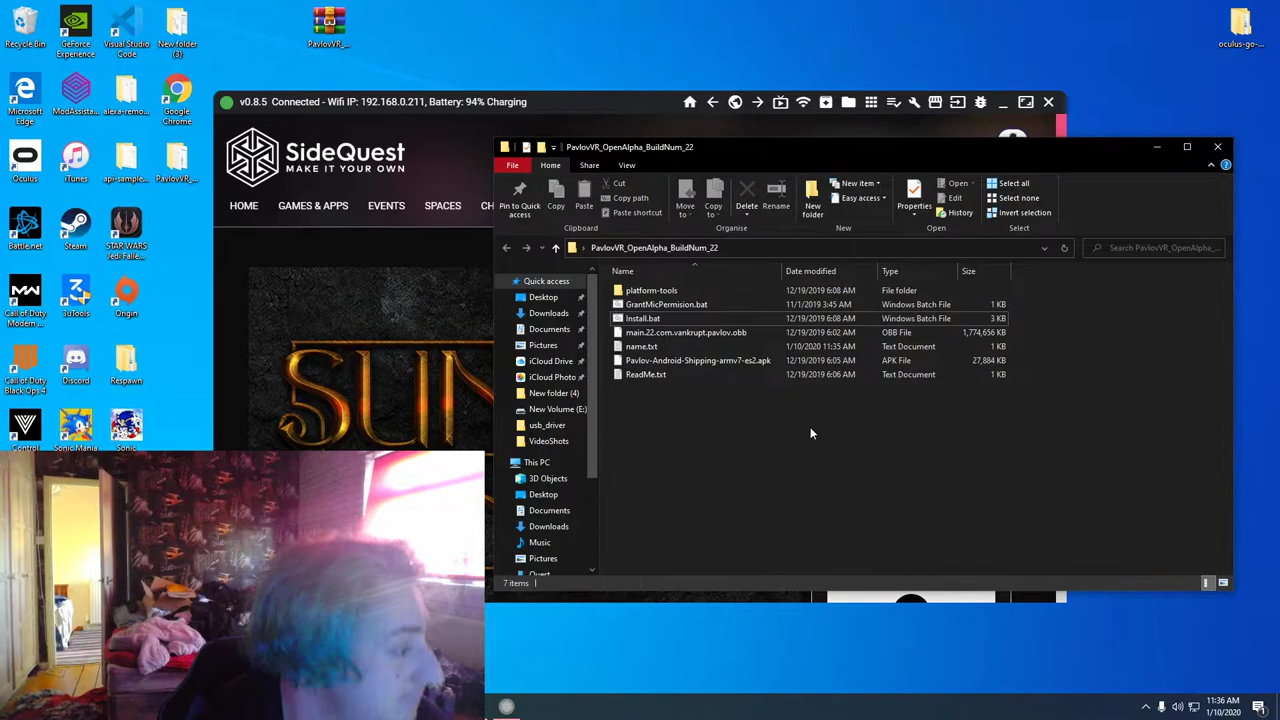 Recycle Bin
GeForce Experience
Visual Studio Code
New folder (3)
PavlovVR_...
oculus-go-...
Microsoft Edge
ModAssista...
alexa-remo...
Google Chrome
Oculus
iTunes
api-sample...
PavlovVR_...
Battle.net
Steam
STAR WARS Jedi Falle...
Call of Duty Modern ...
3uTools
Origin
Call of Duty Black Ops 4
Discord
Respawn
Control
Sonic Mania
Sonic
v0.8.5 Connected - Wifi IP: 192.168.0.211, Battery: 94% Charging
SideQuest
MAKE IT YOUR OWN
HOME GAMES & APPS EVENTS SPACES CH
SUN
PavlovVR_OpenAlpha_BuildNum_22
File Home Share View
Pin to Quick access
Copy
Paste
Cut
Copy path
Paste shortcut
Clipboard
Move to
Copy to
Delete
Rename
Organise
New folder
New item
Easy access
New
Properties
Open
Edit
History
Open
Select all
Select none
Invert selection
Select
PavlovVR_OpenAlpha_BuildNum_22
Search PavlovVR_OpenAlpha_...
Quick access
Desktop
Downloads
Documents
Pictures
iCloud Drive
iCloud Photo
New folder (4)
New Volume (E:)
usb_driver
VideoShots
This PC
3D Objects
Desktop
Documents
Downloads
Music
Pictures
Quest
Name Date modified Type Size
platform-tools 12/19/2019 6:08 AM File folder
GrantMicPermision.bat 11/1/2019 3:45 AM Windows Batch File 1 KB
Install.bat 12/19/2019 6:08 AM Windows Batch File 3 KB
main.22.com.vankrupt.pavlov.obb 12/19/2019 6:02 AM OBB File 1,774,656 KB
name.txt 1/10/2020 11:35 AM Text Document 1 KB
Pavlov-Android-Shipping-armv7-es2.apk 12/19/2019 6:05 AM APK File 27,884 KB
ReadMe.txt 12/19/2019 6:06 AM Text Document 1 KB
7 items
11:36 AM
1/10/2020
1